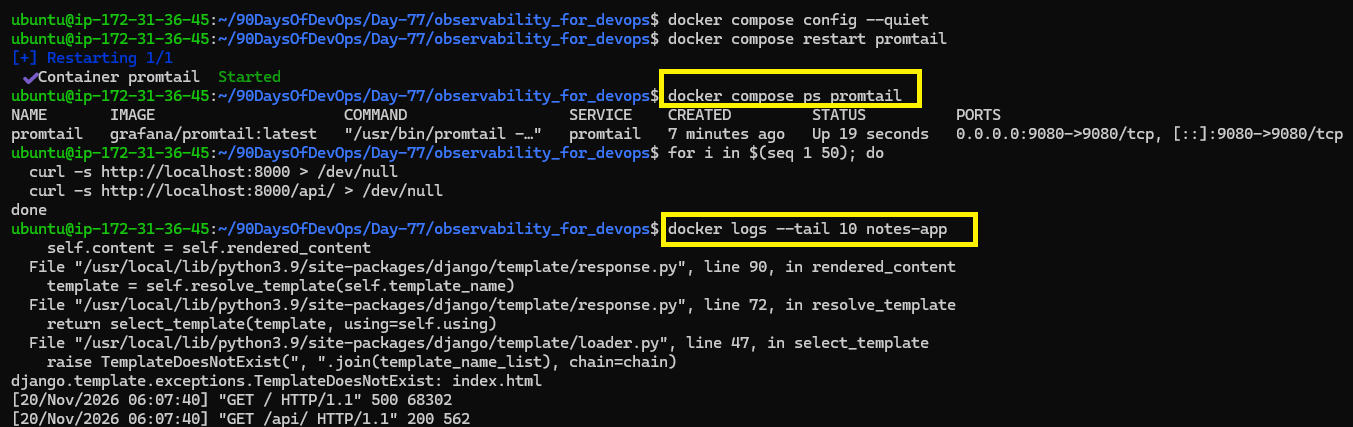 ubuntu@ip-172-31-36-45:~/90DaysOfDevOps/Day-77/observability_for_devops$ docker compose config --quiet
ubuntu@ip-172-31-36-45:~/90DaysOfDevOps/Day-77/observability_for_devops$ docker compose restart promtail
[+] Restarting 1/1
✔Container promtail  Started
ubuntu@ip-172-31-36-45:~/90DaysOfDevOps/Day-77/observability_for_devops$ docker compose ps promtail
NAME       IMAGE                     COMMAND                  SERVICE    CREATED         STATUS          PORTS
promtail   grafana/promtail:latest   "/usr/bin/promtail -…"   promtail   7 minutes ago   Up 19 seconds   0.0.0.0:9080->9080/tcp, [::]:9080->9080/tcp
ubuntu@ip-172-31-36-45:~/90DaysOfDevOps/Day-77/observability_for_devops$ for i in $(seq 1 50); do
  curl -s http://localhost:8000 > /dev/null
  curl -s http://localhost:8000/api/ > /dev/null
done
ubuntu@ip-172-31-36-45:~/90DaysOfDevOps/Day-77/observability_for_devops$ docker logs --tail 10 notes-app
    self.content = self.rendered_content
  File "/usr/local/lib/python3.9/site-packages/django/template/response.py", line 90, in rendered_content
    template = self.resolve_template(self.template_name)
  File "/usr/local/lib/python3.9/site-packages/django/template/response.py", line 72, in resolve_template
    return select_template(template, using=self.using)
  File "/usr/local/lib/python3.9/site-packages/django/template/loader.py", line 47, in select_template
    raise TemplateDoesNotExist(", ".join(template_name_list), chain=chain)
django.template.exceptions.TemplateDoesNotExist: index.html
[20/Nov/2026 06:07:40] "GET / HTTP/1.1" 500 68302
[20/Nov/2026 06:07:40] "GET /api/ HTTP/1.1" 200 562